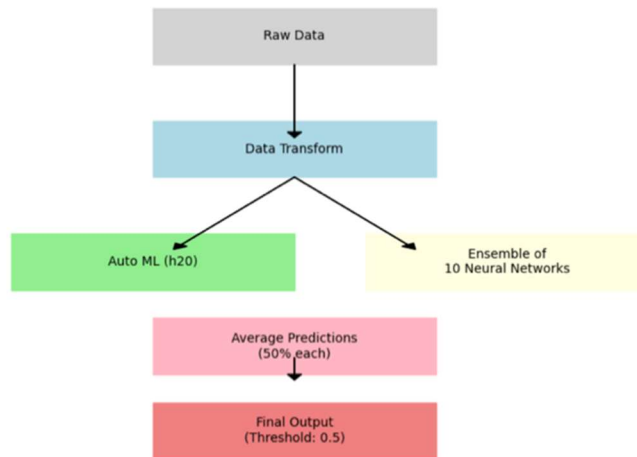 Raw Data
Data Transform
Auto ML (h20)
Ensemble of
10 Neural Networks
Average Predictions
(50% each)
Final Output
(Threshold: 0.5)